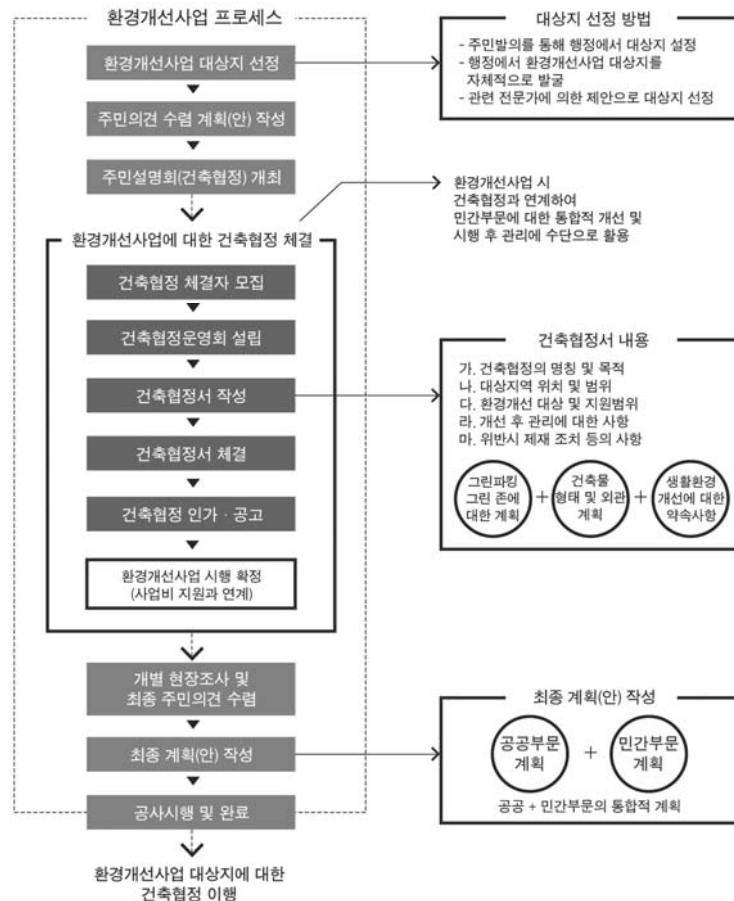 환경개선사업 프로세스
환경개선사업 대상지 선정
주민의견 수렴 계획(안) 작성
주민설명회(건축협정) 개최
환경개선사업에 대한 건축협정 체결
건축협정 체결자 모집
건축협정운영회 설립
건축협정서 작성
건축협정서 체결
건축협정 인가 · 공고
환경개선사업 시행 확정
(사업비 지원과 연계)
개별 현장조사 및
최종 주민의견 수렴
최종 계획(안) 작성
공사시행 및 완료
환경개선사업 대상지에 대한
건축협정 이행
대상지 선정 방법
- 주민발의를 통해 행정에서 대상지 설정
- 행정에서 환경개선사업 대상지를
자체적으로 발굴
- 관련 전문가에 의한 제안으로 대상지 선정
환경개선사업 시
건축협정과 연계하여
민간부문에 대한 통합적 개선 및
시행 후 관리에 수단으로 활용
건축협정서 내용
가. 건축협정의 명칭 및 목적
나. 대상지역 위치 및 범위
다. 환경개선 대상 및 지원범위
라. 개선 후 관리에 대한 사항
마. 위반시 제재 조치 등의 사항
그린파킹
그린 존에
대한 계획
+
건축물
형태 및 외관
계획
+
생활환경
개선에 대한
약속사항
최종 계획(안) 작성
공공부문
계획
+
민간부문
계획
공공 + 민간부문의 통합적 계획